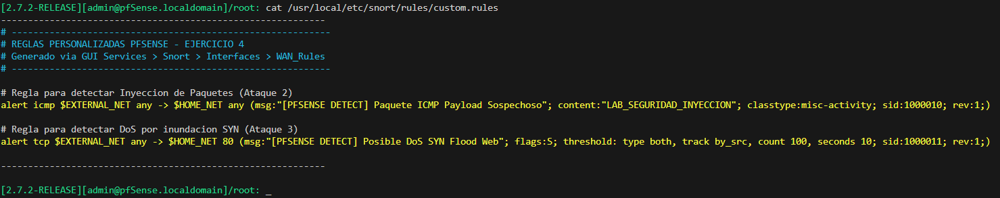 [2.7.2-RELEASE][admin@pfSense.localdomain]/root: cat /usr/local/etc/snort/rules/custom.rules
------------------------------------------------------------
# -----------------------------------------------------------
# REGLAS PERSONALIZADAS PFSENSE - EJERCICIO 4
# Generado via GUI Services > Snort > Interfaces > WAN_Rules
# -----------------------------------------------------------
# Regla para detectar Inyeccion de Paquetes (Ataque 2)
alert icmp $EXTERNAL_NET any -> $HOME_NET any (msg:"[PFSENSE DETECT] Paquete ICMP Payload Sospechoso"; content:"LAB_SEGURIDAD_INYECCION"; classtype:misc-activity; sid:1000010; rev:1;)
# Regla para detectar DoS por inundacion SYN (Ataque 3)
alert tcp $EXTERNAL_NET any -> $HOME_NET 80 (msg:"[PFSENSE DETECT] Posible DoS SYN Flood Web"; flags:S; threshold: type both, track by_src, count 100, seconds 10; sid:1000011; rev:1;)
------------------------------------------------------------
[2.7.2-RELEASE][admin@pfSense.localdomain]/root: _